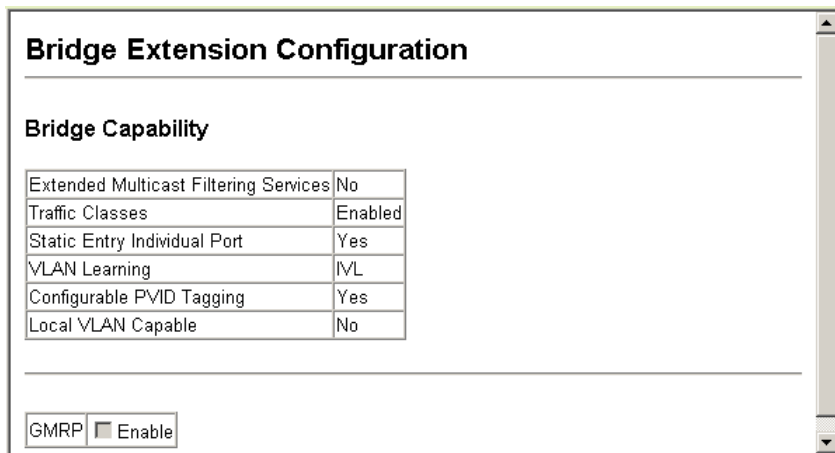 Bridge Extension Configuration
Bridge Capability
Extended Multicast Filtering Services No
Traffic Classes Enabled
Static Entry Individual Port Yes
VLAN Learning IVL
Configurable PVID Tagging Yes
Local VLAN Capable No
GMRP Enable